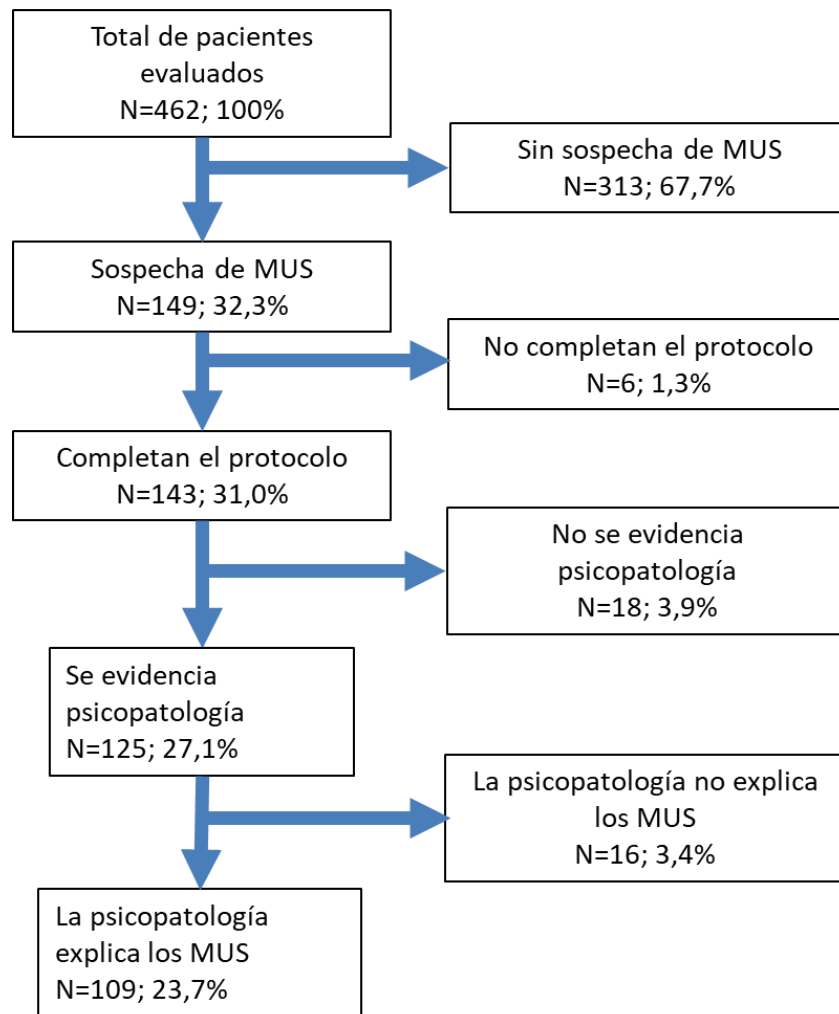 Total de pacientes
evaluados
N=462; 100%
Sin sospecha de MUS
N=313; 67,7%
Sospecha de MUS
N=149; 32,3%
No completan el protocolo
N=6; 1,3%
Completan el protocolo
N=143; 31,0%
No se evidencia
psicopatología
N=18; 3,9%
Se evidencia
psicopatología
N=125; 27,1%
La psicopatología no explica
los MUS
N=16; 3,4%
La psicopatología
explica los MUS
N=109; 23,7%